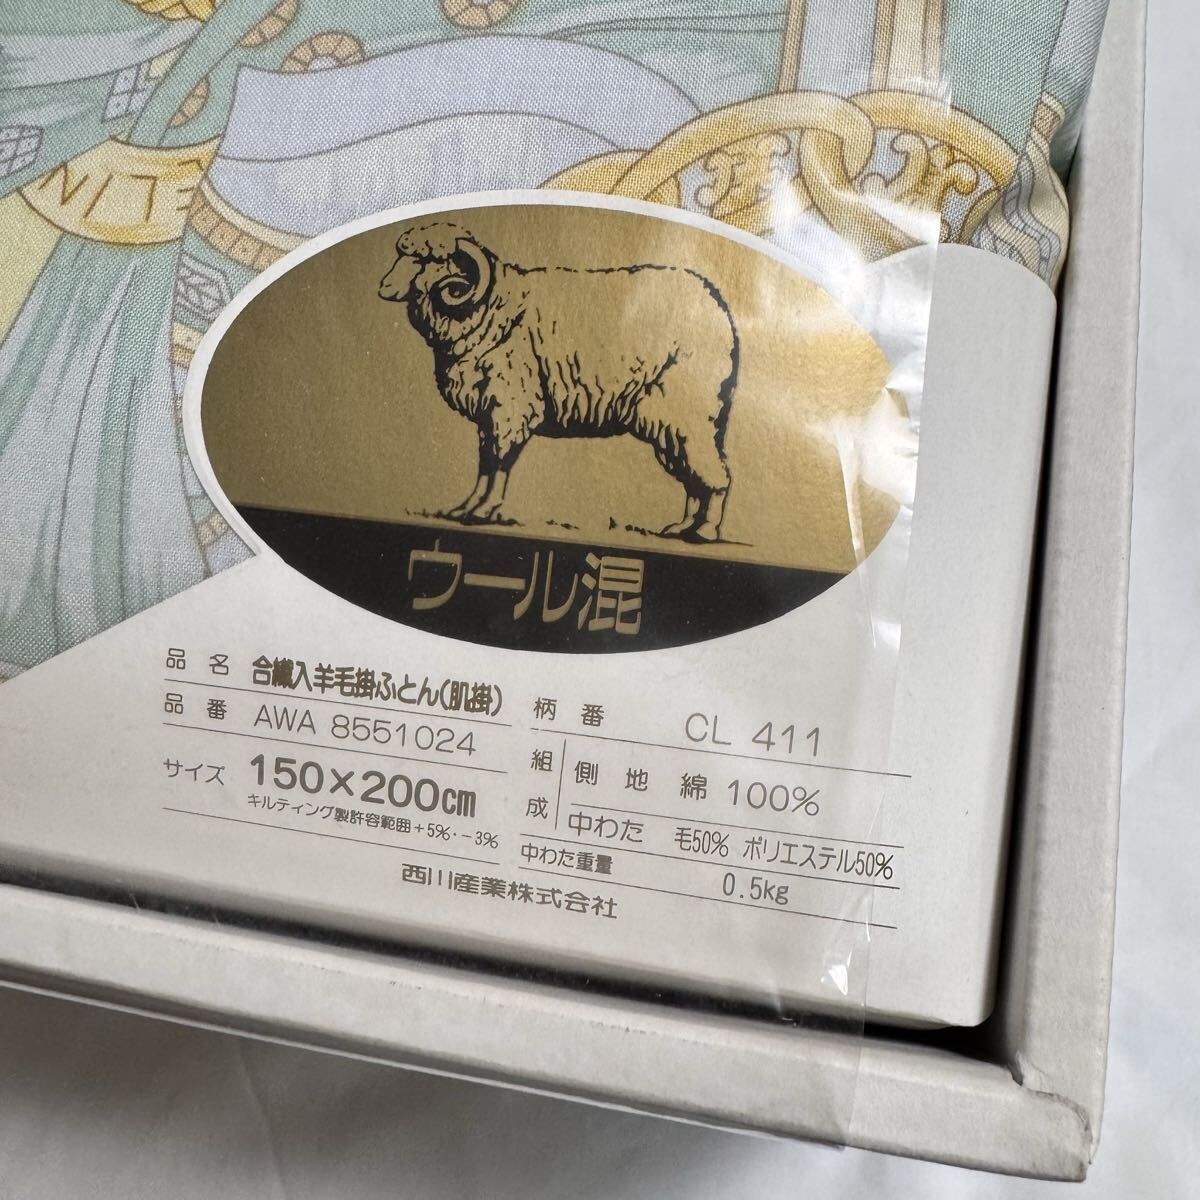 ウール混
品名 合繊入羊毛掛ふとん(肌掛)
品番 AWA 8551024
サイズ 150×200cm
キルティング製許容範囲+5%·-3%
柄番 CL 411
組成 側地 綿 100%
中わた 毛50% ポリエステル50%
中わた重量 0.5kg
西川産業株式会社